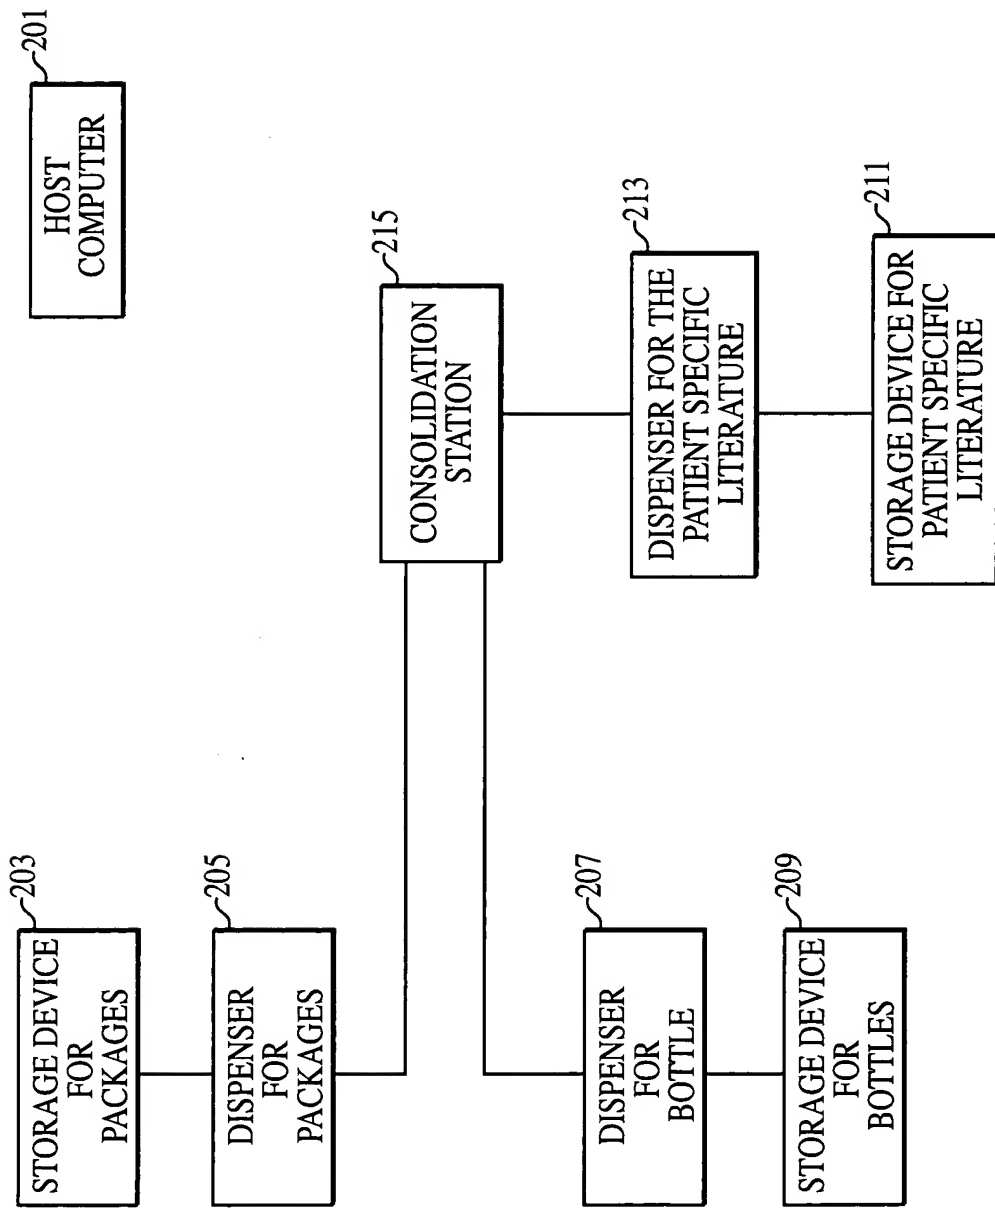 201
HOST
COMPUTER
203
STORAGE DEVICE
FOR
PACKAGES
205
DISPENSER
FOR
PACKAGES
215
CONSOLIDATION
STATION
207
DISPENSER
FOR
BOTTLE
209
STORAGE DEVICE
FOR
BOTTLES
213
DISPENSER FOR THE
PATIENT SPECIFIC
LITERATURE
211
STORAGE DEVICE FOR
PATIENT SPECIFIC
LITERATURE